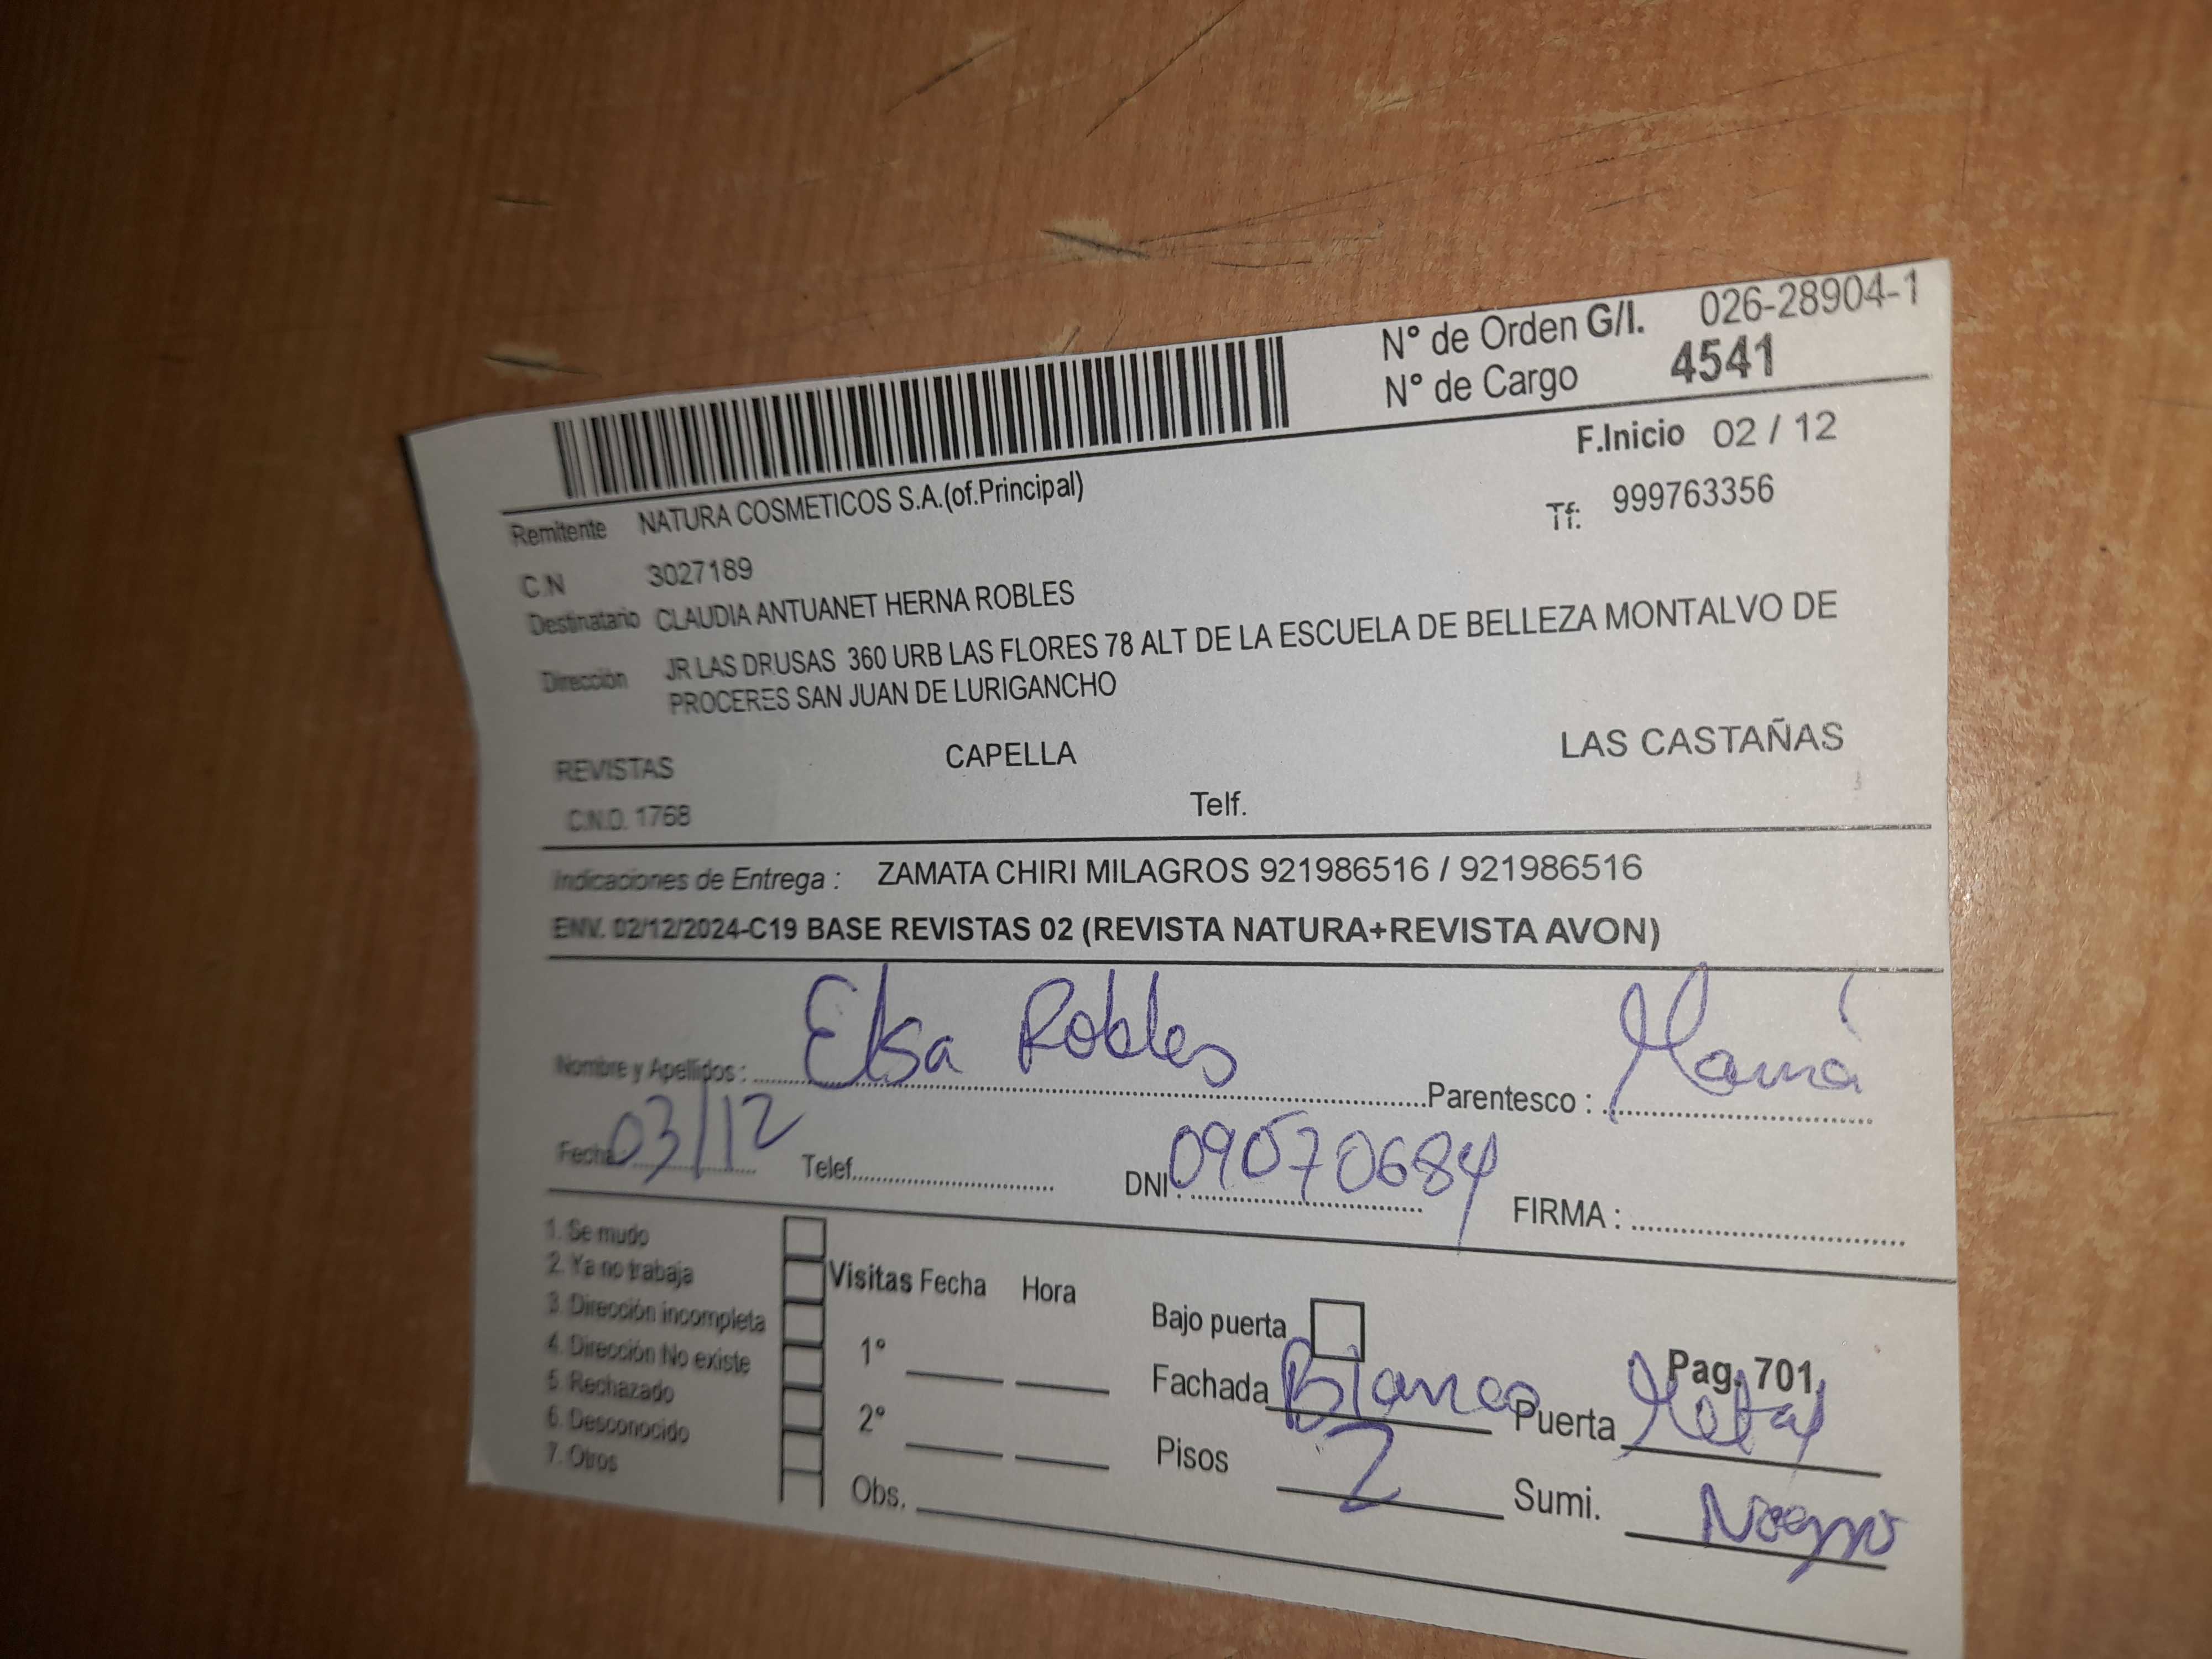 N° de Orden G/I. 026-28904-1
N° de Cargo 4541
F.Inicio 02 / 12
Remitente NATURA COSMETICOS S.A.(of.Principal)
Tf: 999763356
C.N 3027189
Destinatario CLAUDIA ANTUANET HERNA ROBLES
Dirección JR LAS DRUSAS 360 URB LAS FLORES 78 ALT DE LA ESCUELA DE BELLEZA MONTALVO DE
PROCERES SAN JUAN DE LURIGANCHO
REVISTAS CAPELLA LAS CASTAÑAS
C.N.O. 1768 Telf.
Indicaciones de Entrega : ZAMATA CHIRI MILAGROS 921986516 / 921986516
ENV. 02/12/2024-C19 BASE REVISTAS 02 (REVISTA NATURA+REVISTA AVON)
Nombre y Apellidos : Elsa Robles Parentesco : Mamá
Fecha 03/12 Telef. DNI : 09070684 FIRMA :
1. Se mudo
2. Ya no trabaja
3. Dirección incompleta
4. Dirección No existe
5. Rechazado
6. Desconocido
7. Otros
Visitas Fecha Hora
1°
2°
Obs.
Bajo puerta
Pag. 701
Fachada Blanco Puerta Metal
Pisos 2 Sumi.